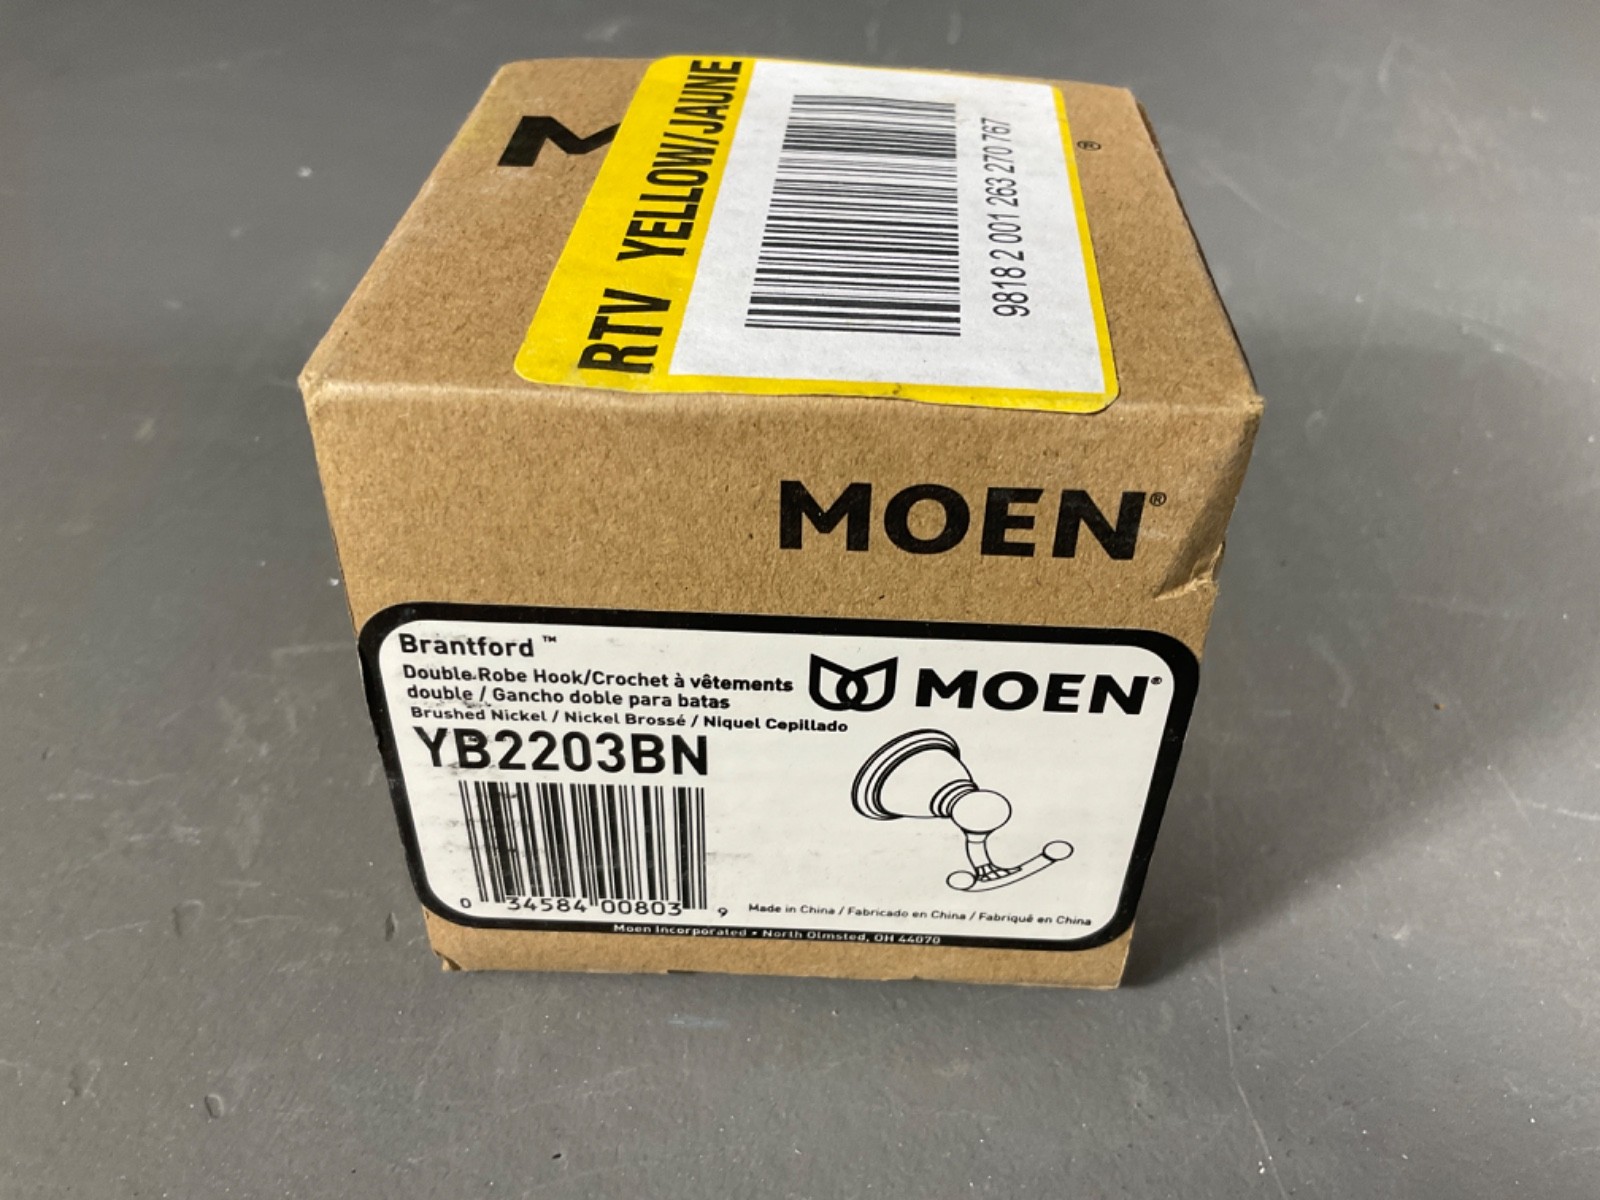 M
®
RTV YELLOW/JAUNE
9818 2 001 263 270 767
MOEN®
Brantford™
Double Robe Hook/Crochet à vêtements
double / Gancho doble para batas
Brushed Nickel / Nickel Brossé / Niquel Cepillado
YB2203BN
MOEN®
0 34584 00803 9
Made in China / Fabricado en China / Fabriqué en China
Moen Incorporated • North Olmsted, OH 44070